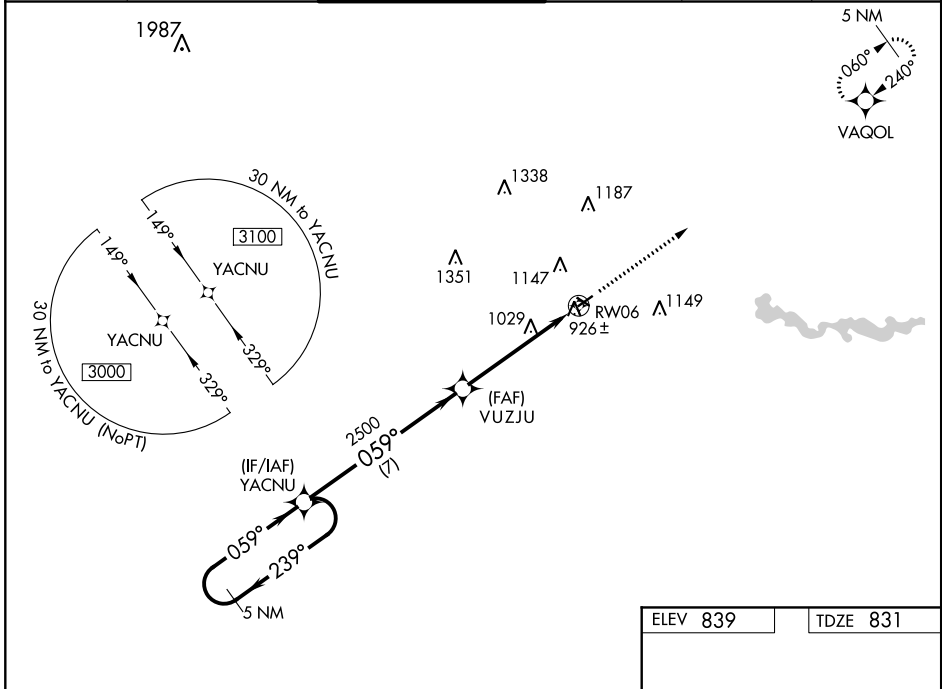 1987
5 NM
060°
240°
VAQOL
30 NM to YACNU
149°
3100
YACNU
329°
149°
YACNU
3000
329°
30 NM to YACNU (NoPT)
1338
1187
1351
1147
1029
RW06
926±
1149
(FAF)
VUZJU
2500
059°
(7)
(IF/IAF)
YACNU
059°
239°
5 NM
ELEV 839
TDZE 831